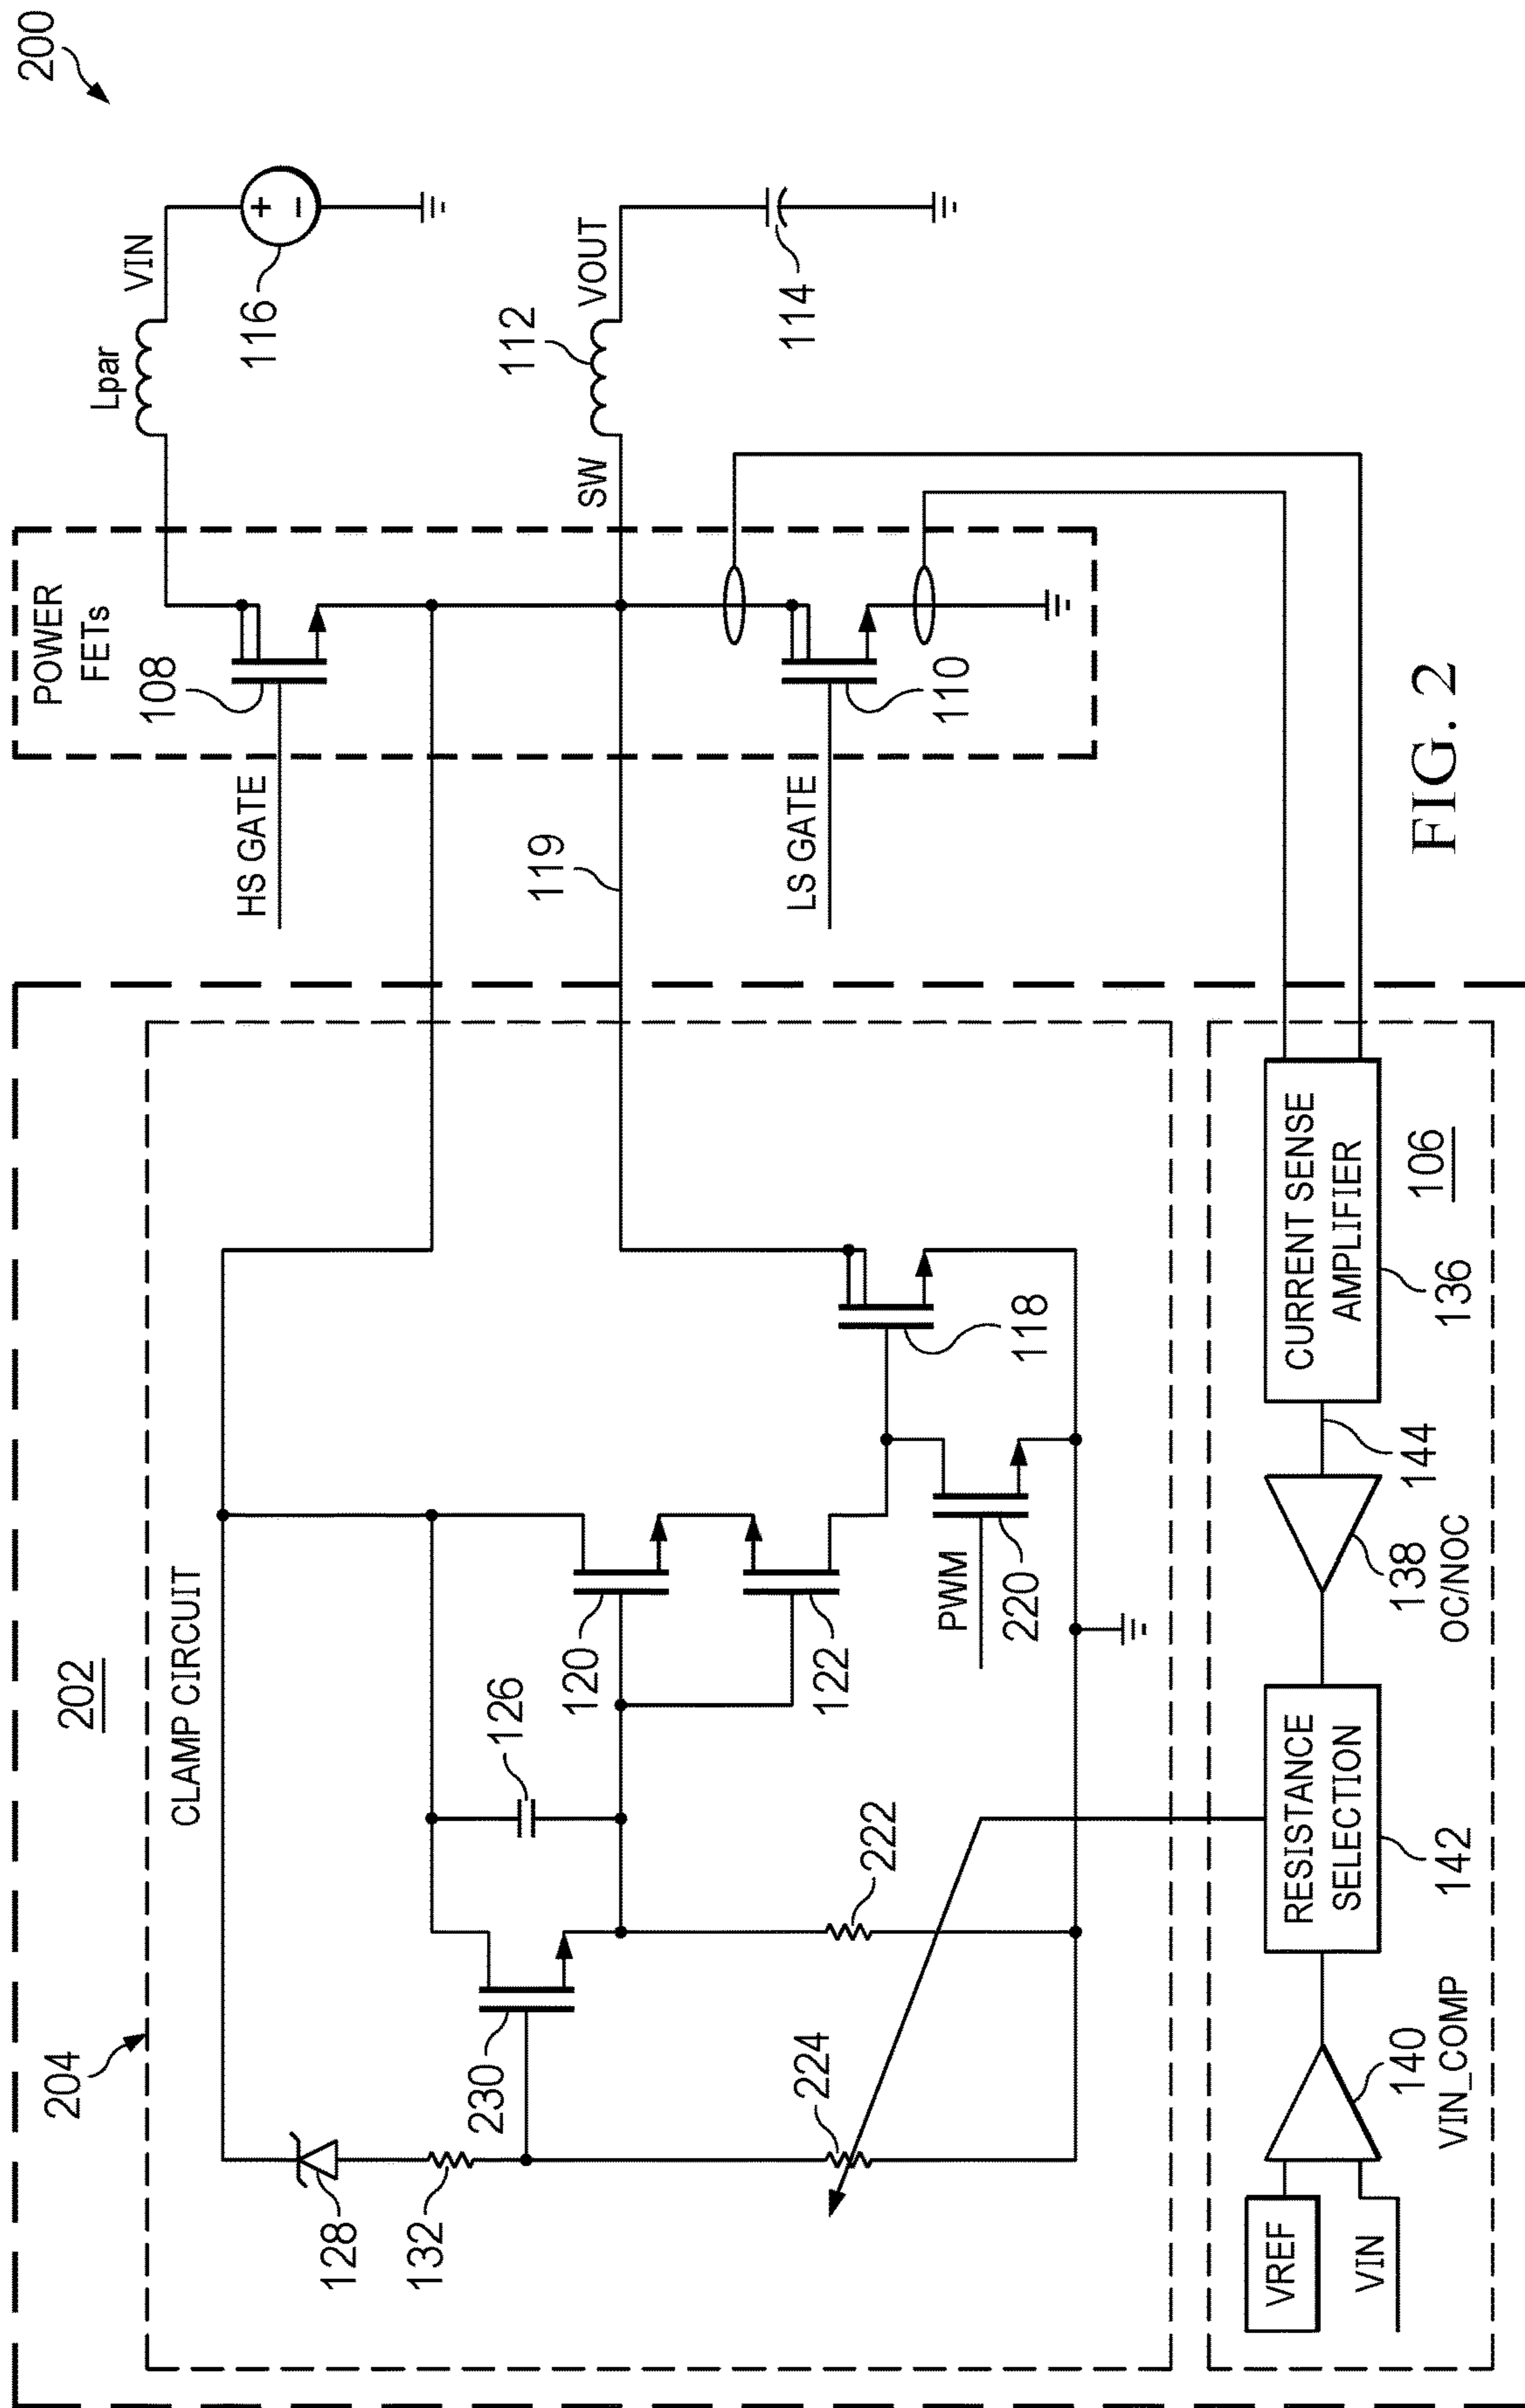 200
202
204
CLAMP CIRCUIT
128
132
230
224
222
126
120
122
PWM
220
118
119
HS GATE
LS GATE
POWER
FETs
108
110
Lpar
VIN
116
SW
112
VOUT
114
VREF
VIN
140
VIN_COMP
RESISTANCE
SELECTION
142
138
OC/NOC
144
CURRENT SENSE
AMPLIFIER
136
106
FIG. 2
+
−